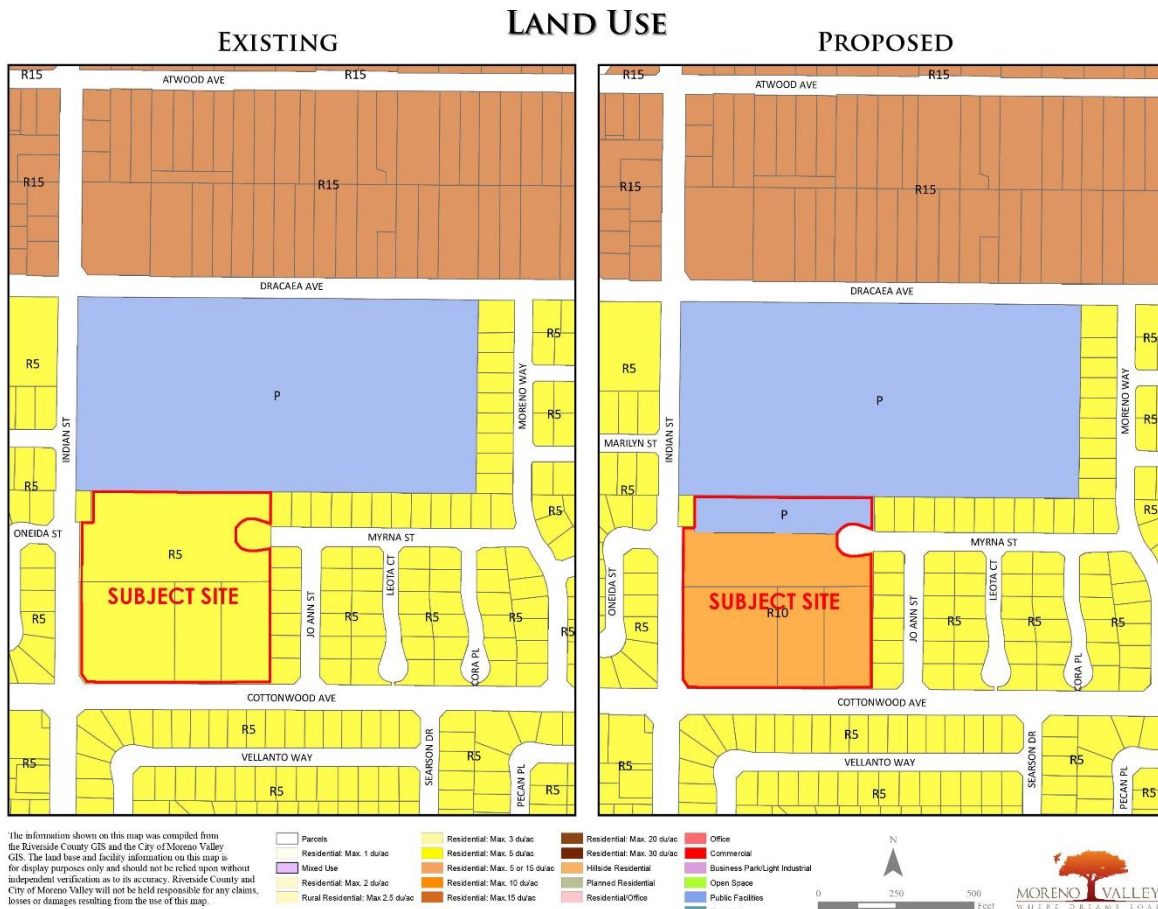 LAND USE
EXISTING
PROPOSED
R15
R15
ATWOOD AVE
R15
R15
DRACAEA AVE
R5
R5
P
MORENO WAY
INDIAN ST
R5
R5
R5
ONEIDA ST
MYRNA ST
R5
SUBJECT SITE
LEOTA CT
JO ANN ST
R5
R5
R5
R5
R5
CORA PL
COTTONWOOD AVE
R5
R5
VELLANTO WAY
SEARSON DR
R5
R5
PECAN PL
R5
R15
R15
ATWOOD AVE
R15
R15
DRACAEA AVE
R5
R5
P
MORENO WAY
INDIAN ST
R5
MARILYN ST
R5
R5
P
MYRNA ST
ONEIDA ST
SUBJECT SITE
R10
LEOTA CT
JO ANN ST
R5
R5
R5
R5
R5
CORA PL
COTTONWOOD AVE
R5
R5
VELLANTO WAY
SEARSON DR
R5
R5
PECAN PL
R5
The information shown on this map was compiled from
the Riverside County GIS and the City of Moreno Valley
GIS. The land base and facility information on this map is
for display purposes only and should not be relied upon without
independent verification as to its accuracy. Riverside County and
City of Moreno Valley will not be held responsible for any claims,
losses or damages resulting from the use of this map.
Parcels
Residential: Max. 1 du/ac
Mixed Use
Residential: Max. 2 du/ac
Rural Residential: Max 2.5 du/ac
Residential: Max. 3 du/ac
Residential: Max. 5 du/ac
Residential: Max. 5 or 15 du/ac
Residential: Max. 10 du/ac
Residential: Max.15 du/ac
Residential: Max. 20 du/ac
Residential: Max. 30 du/ac
Hillside Residential
Planned Residential
Residential/Office
Office
Commercial
Business Park/Light Industrial
Open Space
Public Facilities
N
0 250 500
Feet
MORENO VALLEY
WHERE DREAMS SOAR